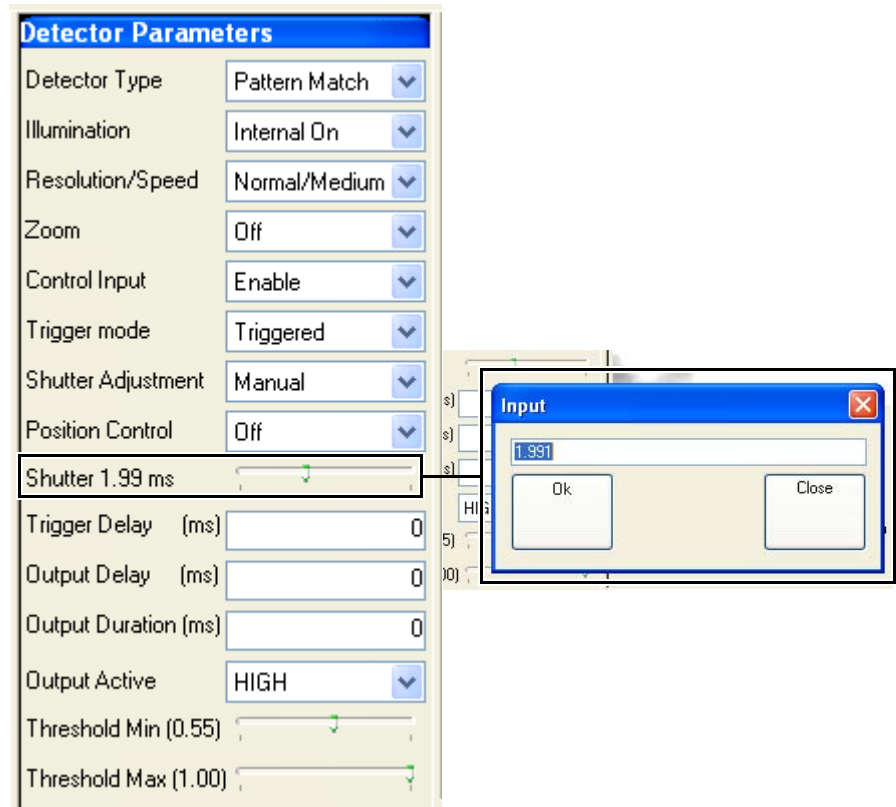 Detector Parameters
Detector Type Pattern Match
Illumination Internal On
Resolution/Speed Normal/Medium
Zoom Off
Control Input Enable
Trigger mode Triggered
Shutter Adjustment Manual
Position Control Off
Shutter 1.99 ms
Trigger Delay (ms) 0
Output Delay (ms) 0
Output Duration (ms) 0
Output Active HIGH
Threshold Min (0.55)
Threshold Max (1.00)
s)
s)
s)
HIG
5)
00)
Input
1.991
Ok Close